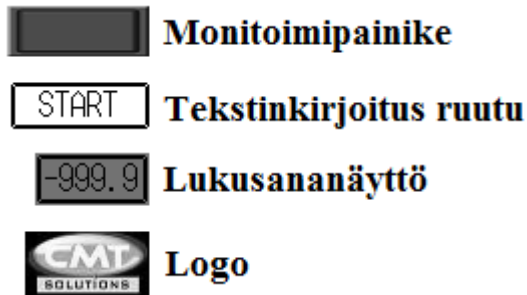 Monitoimipainike
START Tekstinkirjoitus ruutu
-999.9 Lukusananäyttö
CMT SOLUTIONS Logo